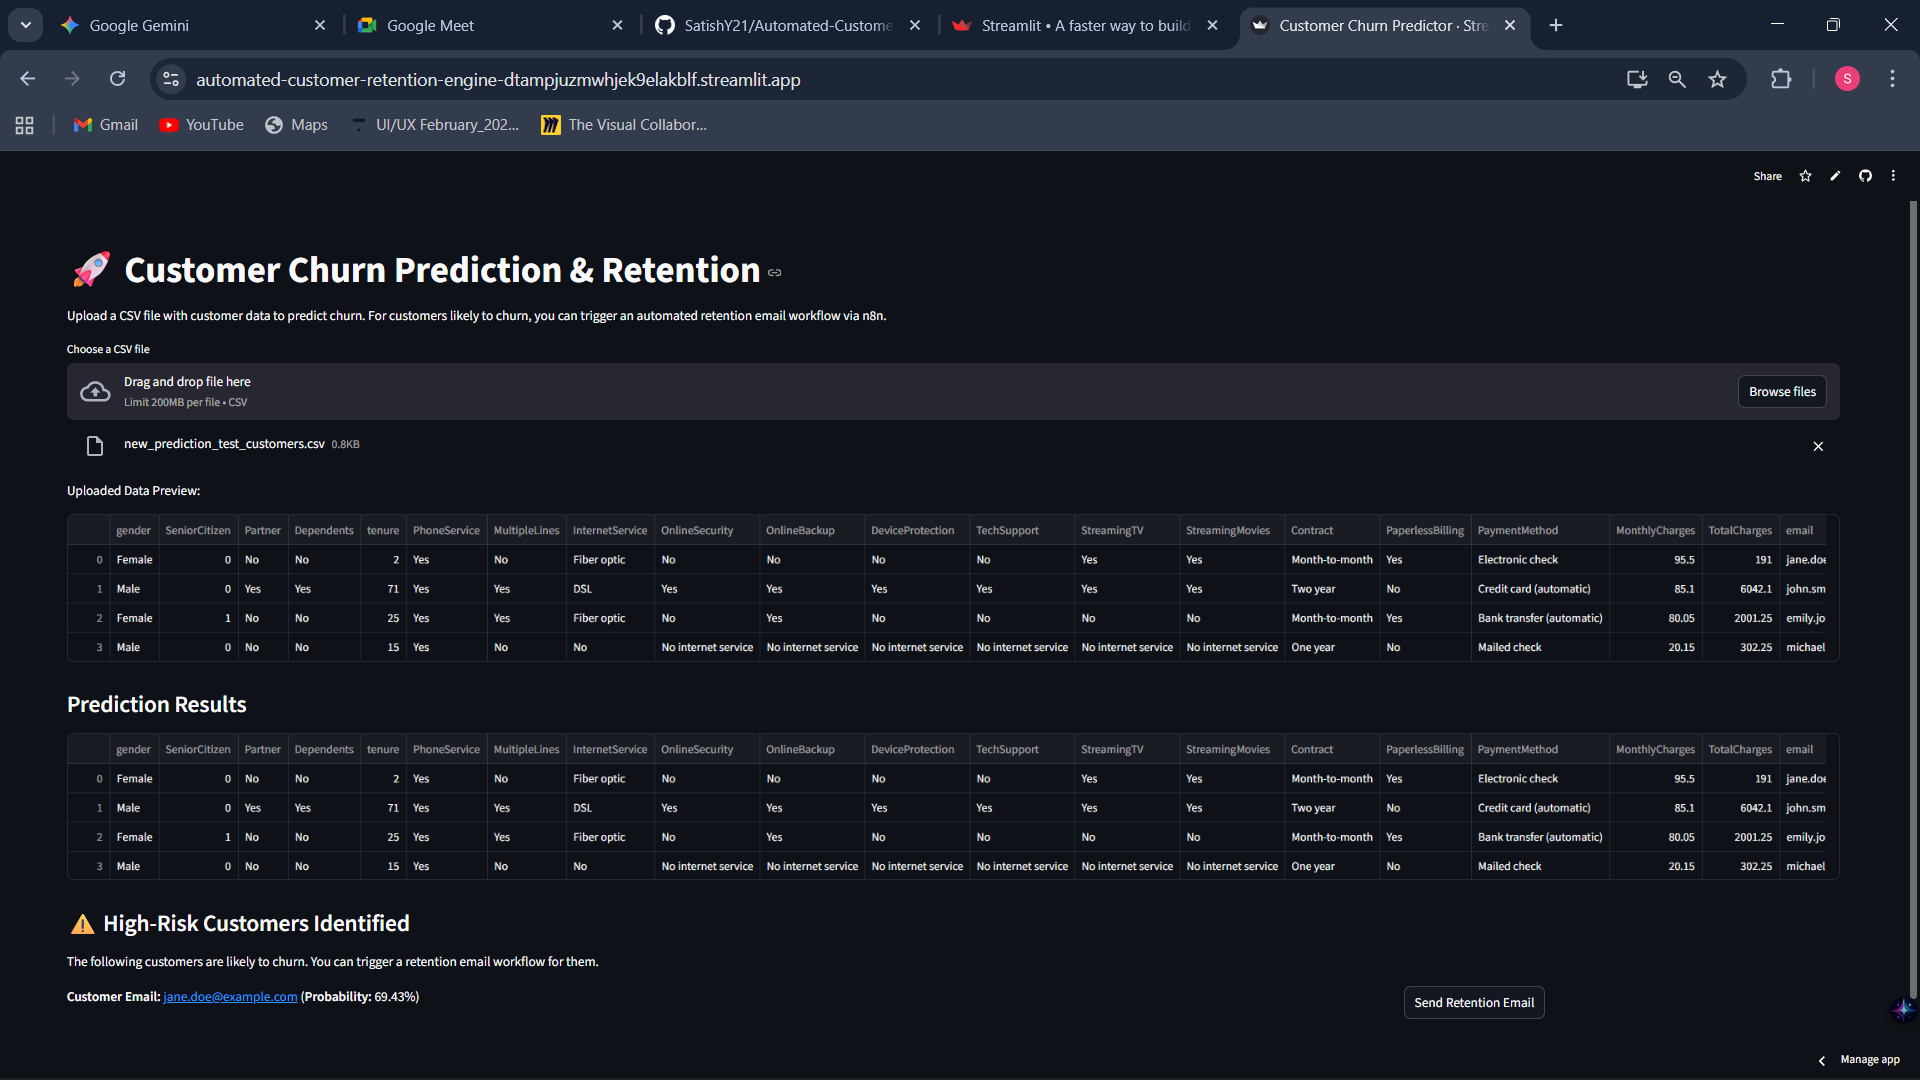 Google Gemini
Google Meet
SatishY21/Automated-Custome
Streamlit • A faster way to build
Customer Churn Predictor · Stre
automated-customer-retention-engine-dtampjuzmwhjek9elakblf.streamlit.app
S
Gmail
YouTube
Maps
UI/UX February_202...
The Visual Collabor...
Share
🚀 Customer Churn Prediction & Retention
Upload a CSV file with customer data to predict churn. For customers likely to churn, you can trigger an automated retention email workflow via n8n.
Choose a CSV file
Drag and drop file here
Limit 200MB per file • CSV
Browse files
new_prediction_test_customers.csv 0.8KB
Uploaded Data Preview:
gender SeniorCitizen Partner Dependents tenure PhoneService MultipleLines InternetService OnlineSecurity OnlineBackup DeviceProtection TechSupport StreamingTV StreamingMovies Contract PaperlessBilling PaymentMethod MonthlyCharges TotalCharges email
0 Female 0 No No 2 Yes No Fiber optic No No No No Yes Yes Month-to-month Yes Electronic check 95.5 191 jane.doe
1 Male 0 Yes Yes 71 Yes Yes DSL Yes Yes Yes Yes Yes Yes Two year No Credit card (automatic) 85.1 6042.1 john.sm
2 Female 1 No No 25 Yes Yes Fiber optic No Yes No No No No Month-to-month Yes Bank transfer (automatic) 80.05 2001.25 emily.jo
3 Male 0 No No 15 Yes No No No internet service No internet service No internet service No internet service No internet service No internet service One year No Mailed check 20.15 302.25 michael
Prediction Results
gender SeniorCitizen Partner Dependents tenure PhoneService MultipleLines InternetService OnlineSecurity OnlineBackup DeviceProtection TechSupport StreamingTV StreamingMovies Contract PaperlessBilling PaymentMethod MonthlyCharges TotalCharges email
0 Female 0 No No 2 Yes No Fiber optic No No No No Yes Yes Month-to-month Yes Electronic check 95.5 191 jane.doe
1 Male 0 Yes Yes 71 Yes Yes DSL Yes Yes Yes Yes Yes Yes Two year No Credit card (automatic) 85.1 6042.1 john.sm
2 Female 1 No No 25 Yes Yes Fiber optic No Yes No No No No Month-to-month Yes Bank transfer (automatic) 80.05 2001.25 emily.jo
3 Male 0 No No 15 Yes No No No internet service No internet service No internet service No internet service No internet service No internet service One year No Mailed check 20.15 302.25 michael
⚠️ High-Risk Customers Identified
The following customers are likely to churn. You can trigger a retention email workflow for them.
Customer Email: jane.doe@example.com (Probability: 69.43%)
Send Retention Email
Manage app